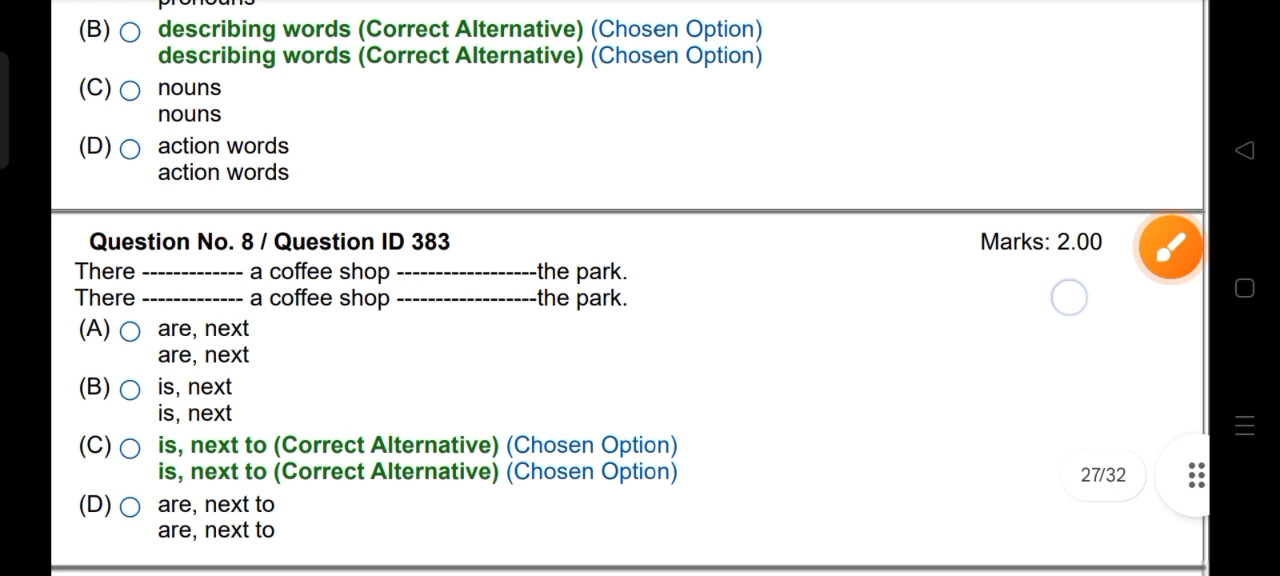 (B) describing words (Correct Alternative) (Chosen Option)
describing words (Correct Alternative) (Chosen Option)
(C) nouns
nouns
(D) action words
action words
Question No. 8 / Question ID 383 Marks: 2.00
There ------------- a coffee shop ------------------the park.
There ------------- a coffee shop ------------------the park.
(A) are, next
are, next
(B) is, next
is, next
(C) is, next to (Correct Alternative) (Chosen Option)
is, next to (Correct Alternative) (Chosen Option)
27/32
(D) are, next to
are, next to